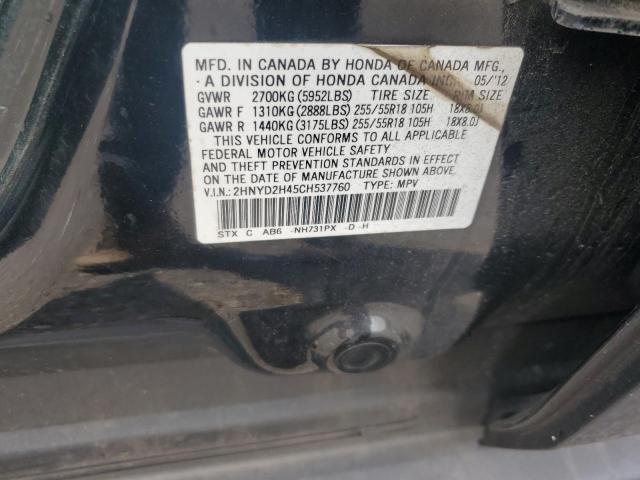 MFD. IN CANADA BY HONDA OF CANADA MFG.,
- A DIVISION OF HONDA CANADA INC. 05/'12
GVWR 2700KG (5952LBS) TIRE SIZE RIM SIZE
GAWR F 1310KG (2888LBS) 255/55R18 105H 18X8.0J
GAWR R 1440KG (3175LBS) 255/55R18 105H 18X8.0J
THIS VEHICLE CONFORMS TO ALL APPLICABLE
FEDERAL MOTOR VEHICLE SAFETY
AND THEFT PREVENTION STANDARDS IN EFFECT
ON THE DATE OF MANUFACTURE SHOWN ABOVE.
V.I.N.: 2HNYD2H45CH537760 TYPE: MPV
STX C AB6 -NH731PX -D -H